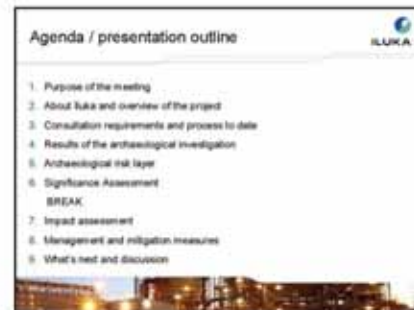 Agenda / presentation outline
ILUKA
1. Purpose of the meeting
2. About Iluka and overview of the project
3. Consultation requirements and process to date
4. Results of the archaeological investigation
5. Archaeological risk layer
6. Significance Assessment
BREAK
7. Impact assessment
8. Management and mitigation measures
9. What's next and discussion